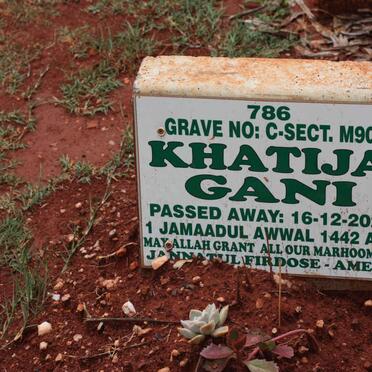 786
GRAVE NO: C-SECT. M90
KHATIJA
GANI
PASSED AWAY: 16-12-20
1 JAMAADUL AWWAL 1442 A
MAY ALLAH GRANT ALL OUR MARHOOM
JANNATUL FIRDOSE - AME